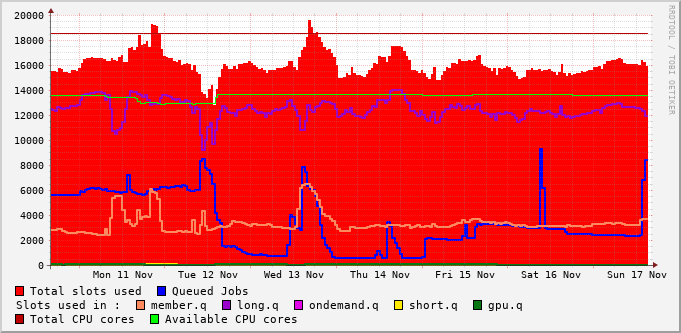 20000
18000
16000
14000
12000
10000
8000
6000
4000
2000
0
Mon 11 Nov Tue 12 Nov Wed 13 Nov Thu 14 Nov Fri 15 Nov Sat 16 Nov Sun 17 Nov
RRDTOOL / TOBI OETIKER
Total slots used Queued Jobs
Slots used in : member.q long.q ondemand.q short.q gpu.q
Total CPU cores Available CPU cores